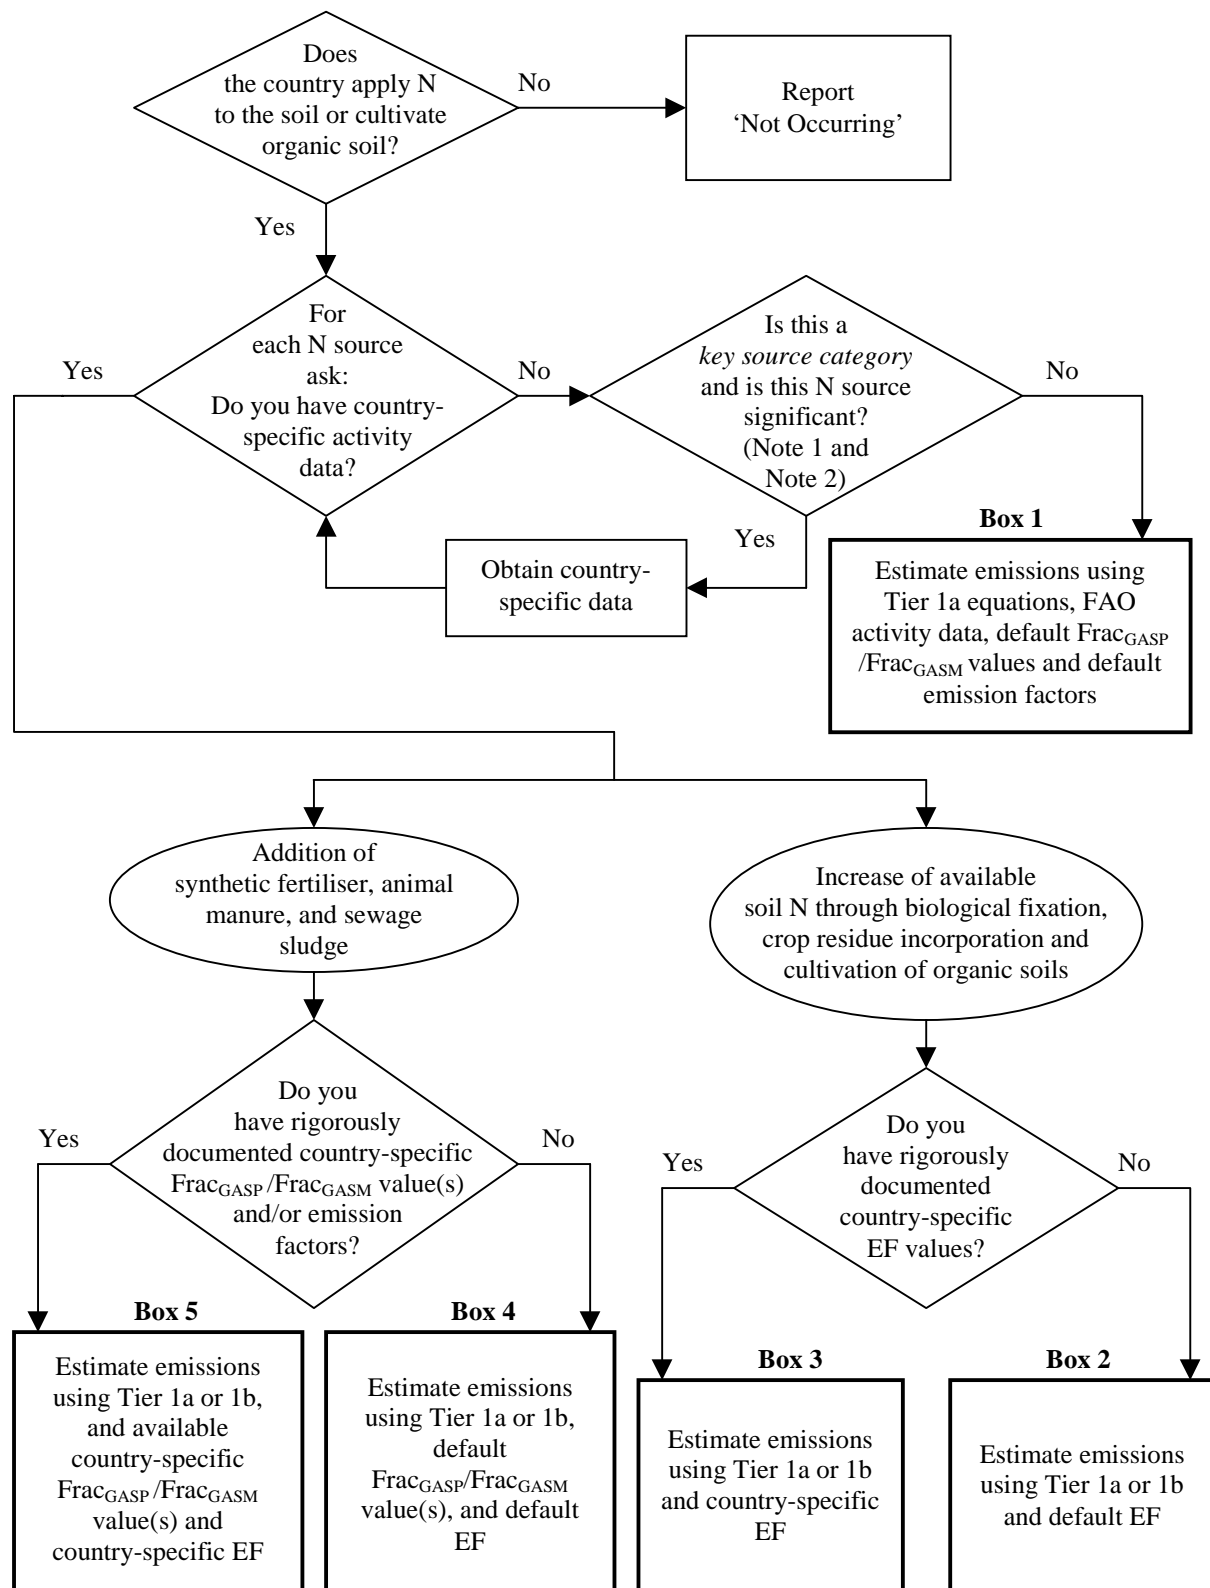 Does
the country apply N
to the soil or cultivate
organic soil?
No
Report
‘Not Occurring’
Yes
For
each N source
ask:
Do you have country-
specific activity
data?
Yes
No
Is this a
key source category
and is this N source
significant?
(Note 1 and
Note 2)
No
Yes
Obtain country-
specific data
Box 1
Estimate emissions using
Tier 1a equations, FAO
activity data, default FracGASP
/FracGASM values and default
emission factors
Addition of
synthetic fertiliser, animal
manure, and sewage
sludge
Increase of available
soil N through biological fixation,
crop residue incorporation and
cultivation of organic soils
Do you
have rigorously
documented country-specific
FracGASP /FracGASM value(s)
and/or emission
factors?
Yes
No
Do you
have rigorously
documented
country-specific
EF values?
Yes
No
Box 5
Estimate emissions
using Tier 1a or 1b,
and available
country-specific
FracGASP /FracGASM
value(s) and
country-specific EF
Box 4
Estimate emissions
using Tier 1a or 1b,
default
FracGASP/FracGASM
value(s), and default
EF
Box 3
Estimate emissions
using Tier 1a or 1b
and country-specific
EF
Box 2
Estimate emissions
using Tier 1a or 1b
and default EF